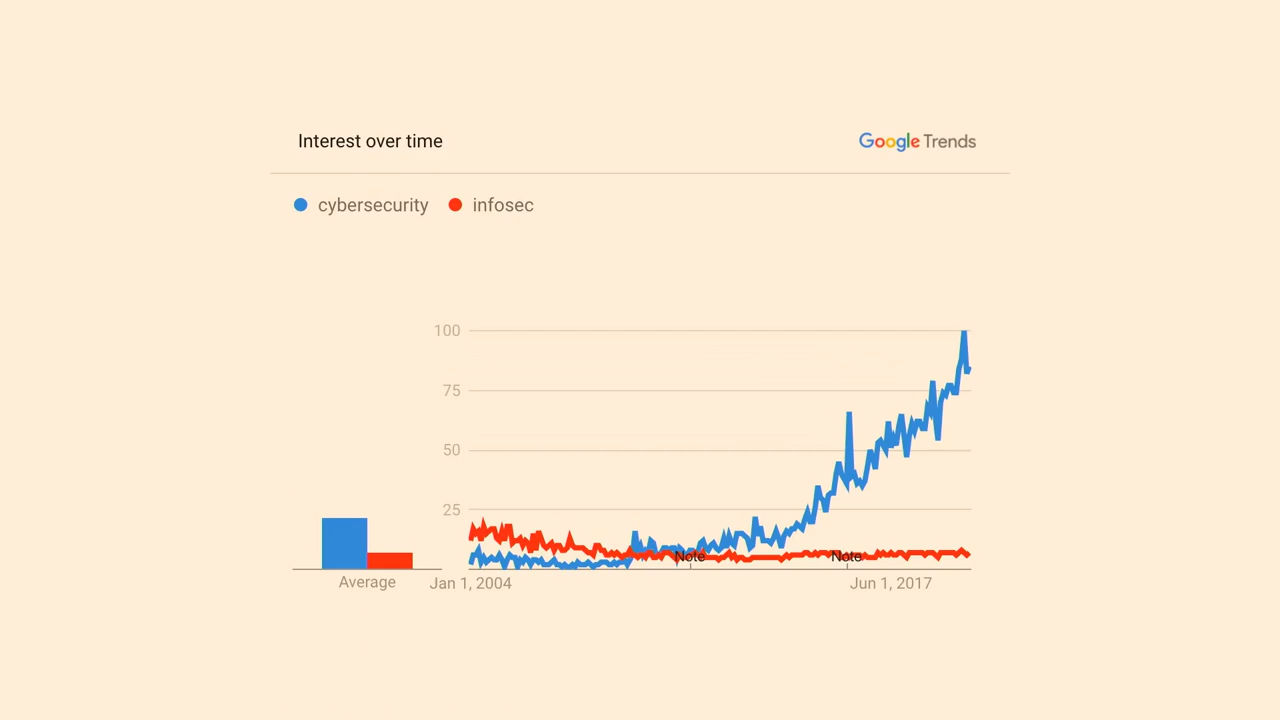 Interest over time
Google Trends
cybersecurity infosec
100
75
50
25
Note Note
Average Jan 1, 2004 Jun 1, 2017